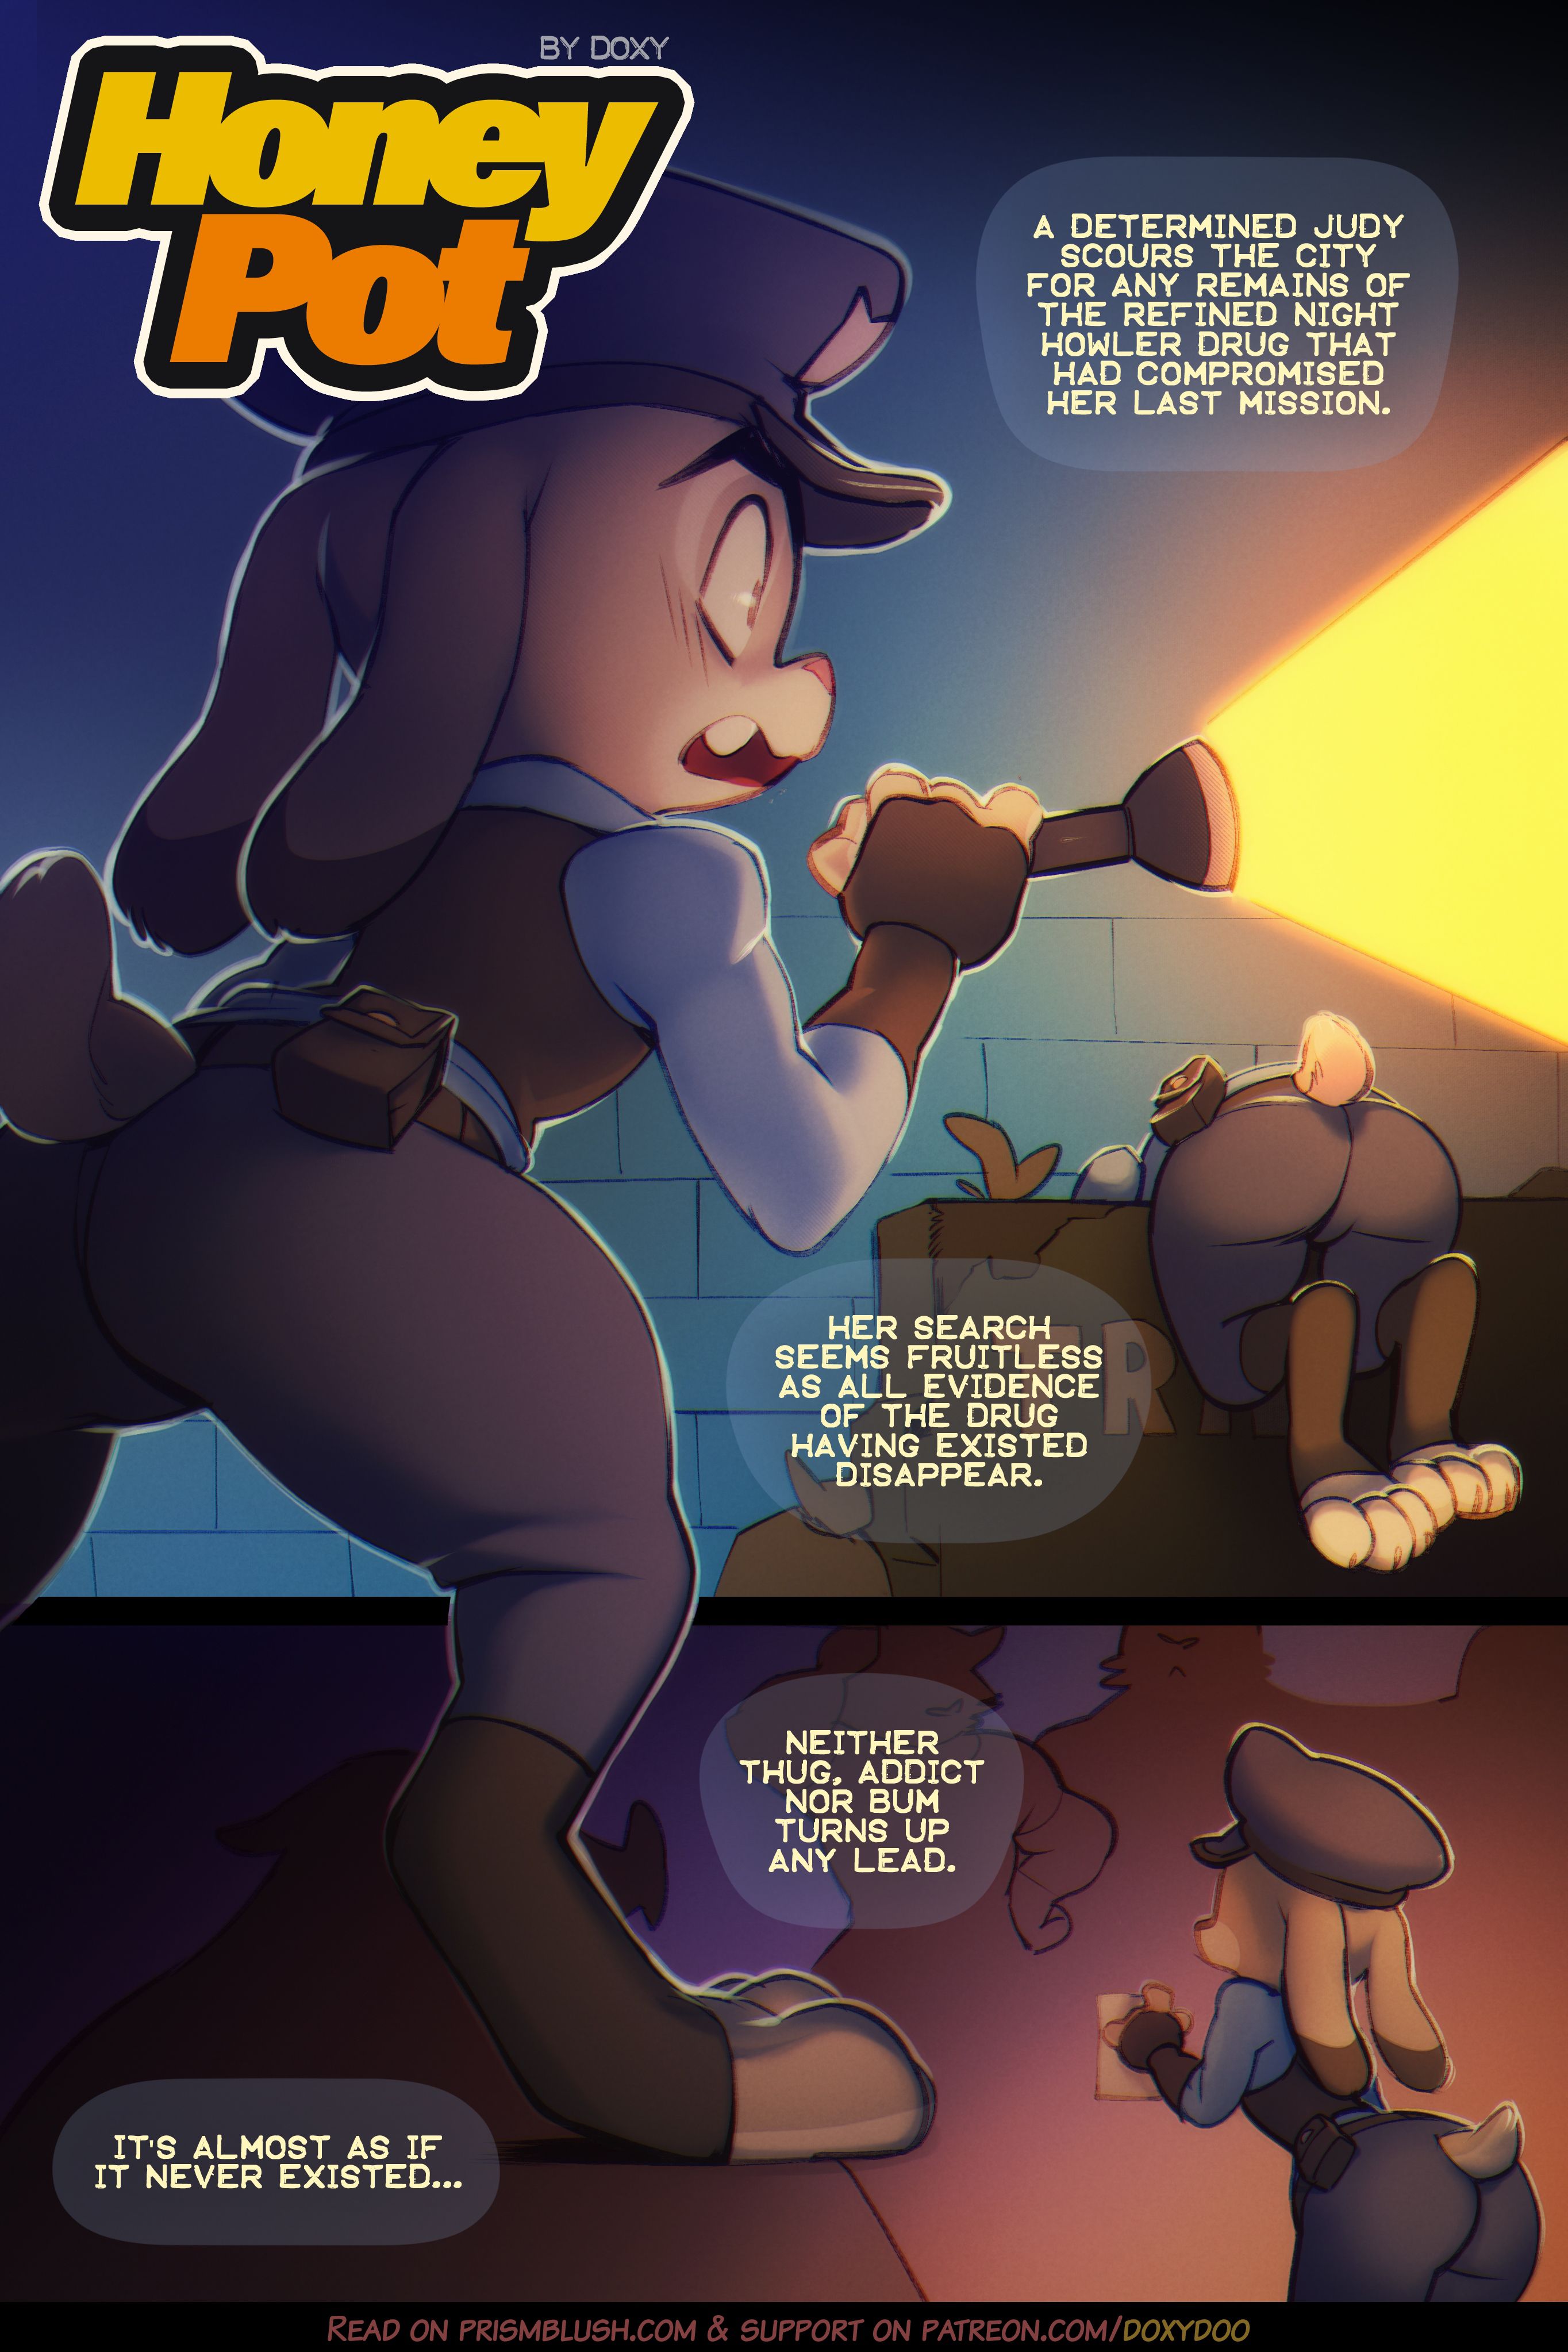 BY DOXY
Honey
Pot
A DETERMINED JUDY
SCOURS THE CITY
FOR ANY REMAINS OF
THE REFINED NIGHT
HOWLER DRUG THAT
HAD COMPROMISED
HER LAST MISSION.
HER SEARCH
SEEMS FRUITLESS
AS ALL EVIDENCE
OF THE DRUG
HAVING EXISTED
DISAPPEAR.
NEITHER
THUG, ADDICT
NOR BUM
TURNS UP
ANY LEAD.
IT'S ALMOST AS IF
IT NEVER EXISTED...
READ ON PRISMBLUSH.COM & SUPPORT ON PATREON.COM/DOXYDOO